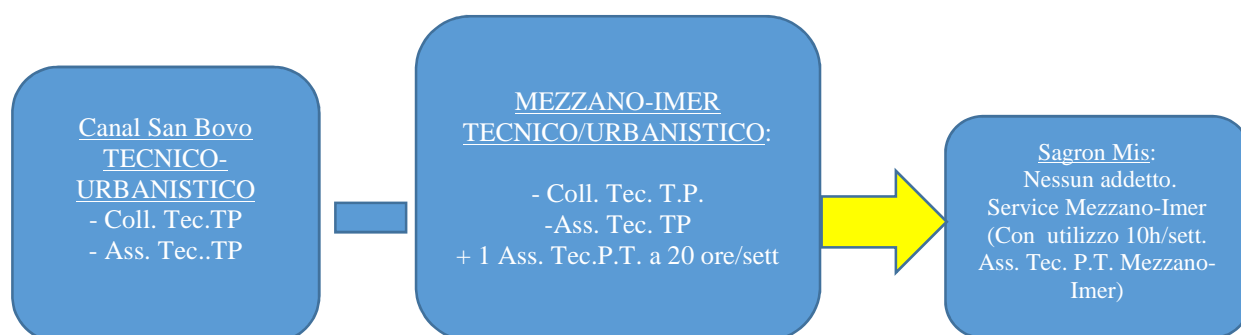 Canal San Bovo
TECNICO-
URBANISTICO
- Coll. Tec.TP
- Ass. Tec..TP
MEZZANO-IMER
TECNICO/URBANISTICO:
- Coll. Tec. T.P.
-Ass. Tec. TP
+ 1 Ass. Tec.P.T. a 20 ore/sett
Sagron Mis:
Nessun addetto.
Service Mezzano-Imer
(Con utilizzo 10h/sett.
Ass. Tec. P.T. Mezzano-
Imer)